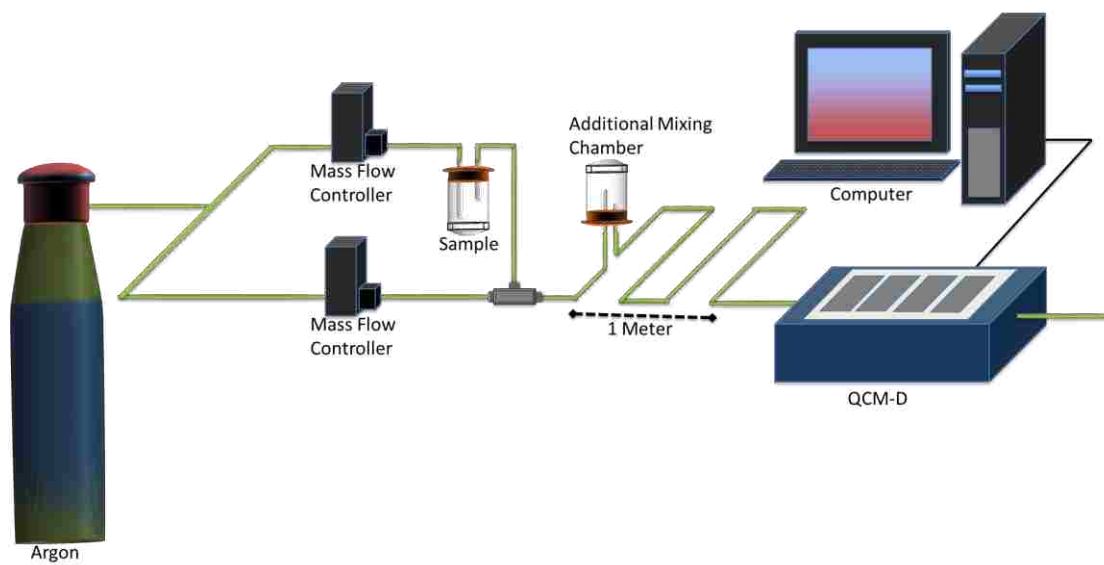 Mass Flow
Controller
Sample
Additional Mixing
Chamber
Computer
Mass Flow
Controller
1 Meter
QCM-D
Argon